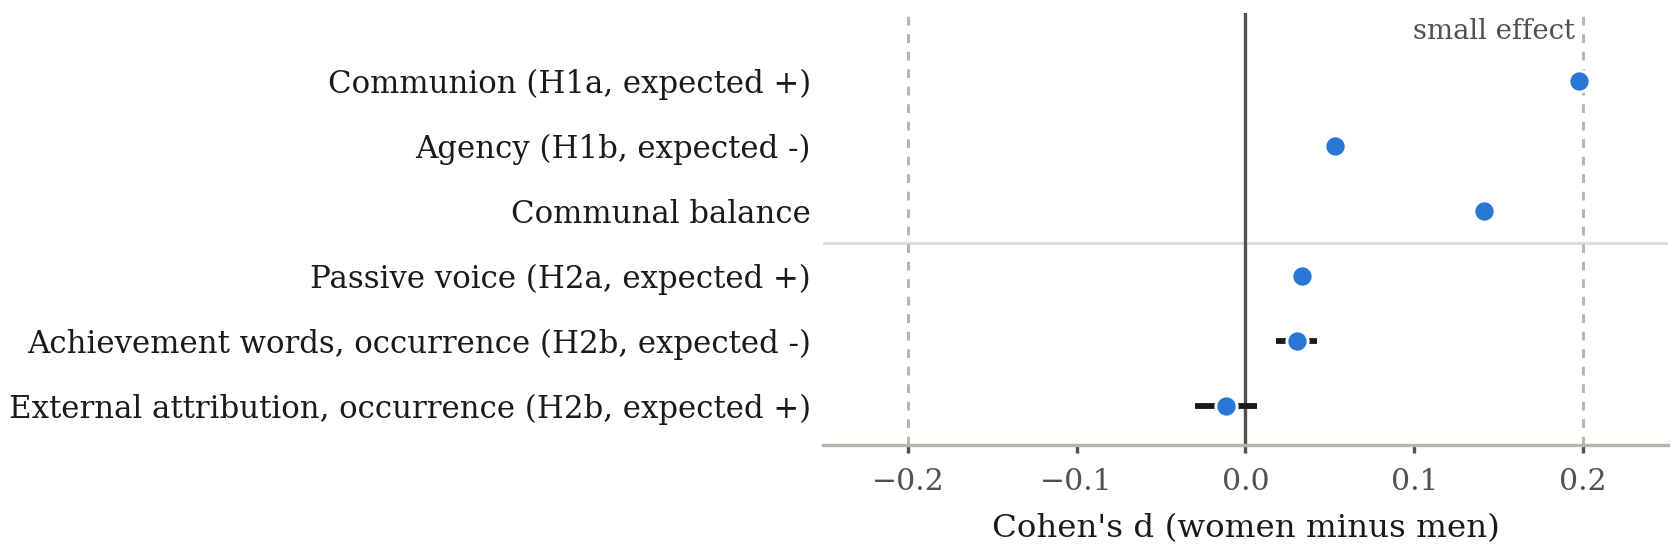 small effect
Communion (H1a, expected +)
Agency (H1b, expected -)
Communal balance
Passive voice (H2a, expected +)
Achievement words, occurrence (H2b, expected -)
External attribution, occurrence (H2b, expected +)
−0.2 −0.1 0.0 0.1 0.2
Cohen's d (women minus men)